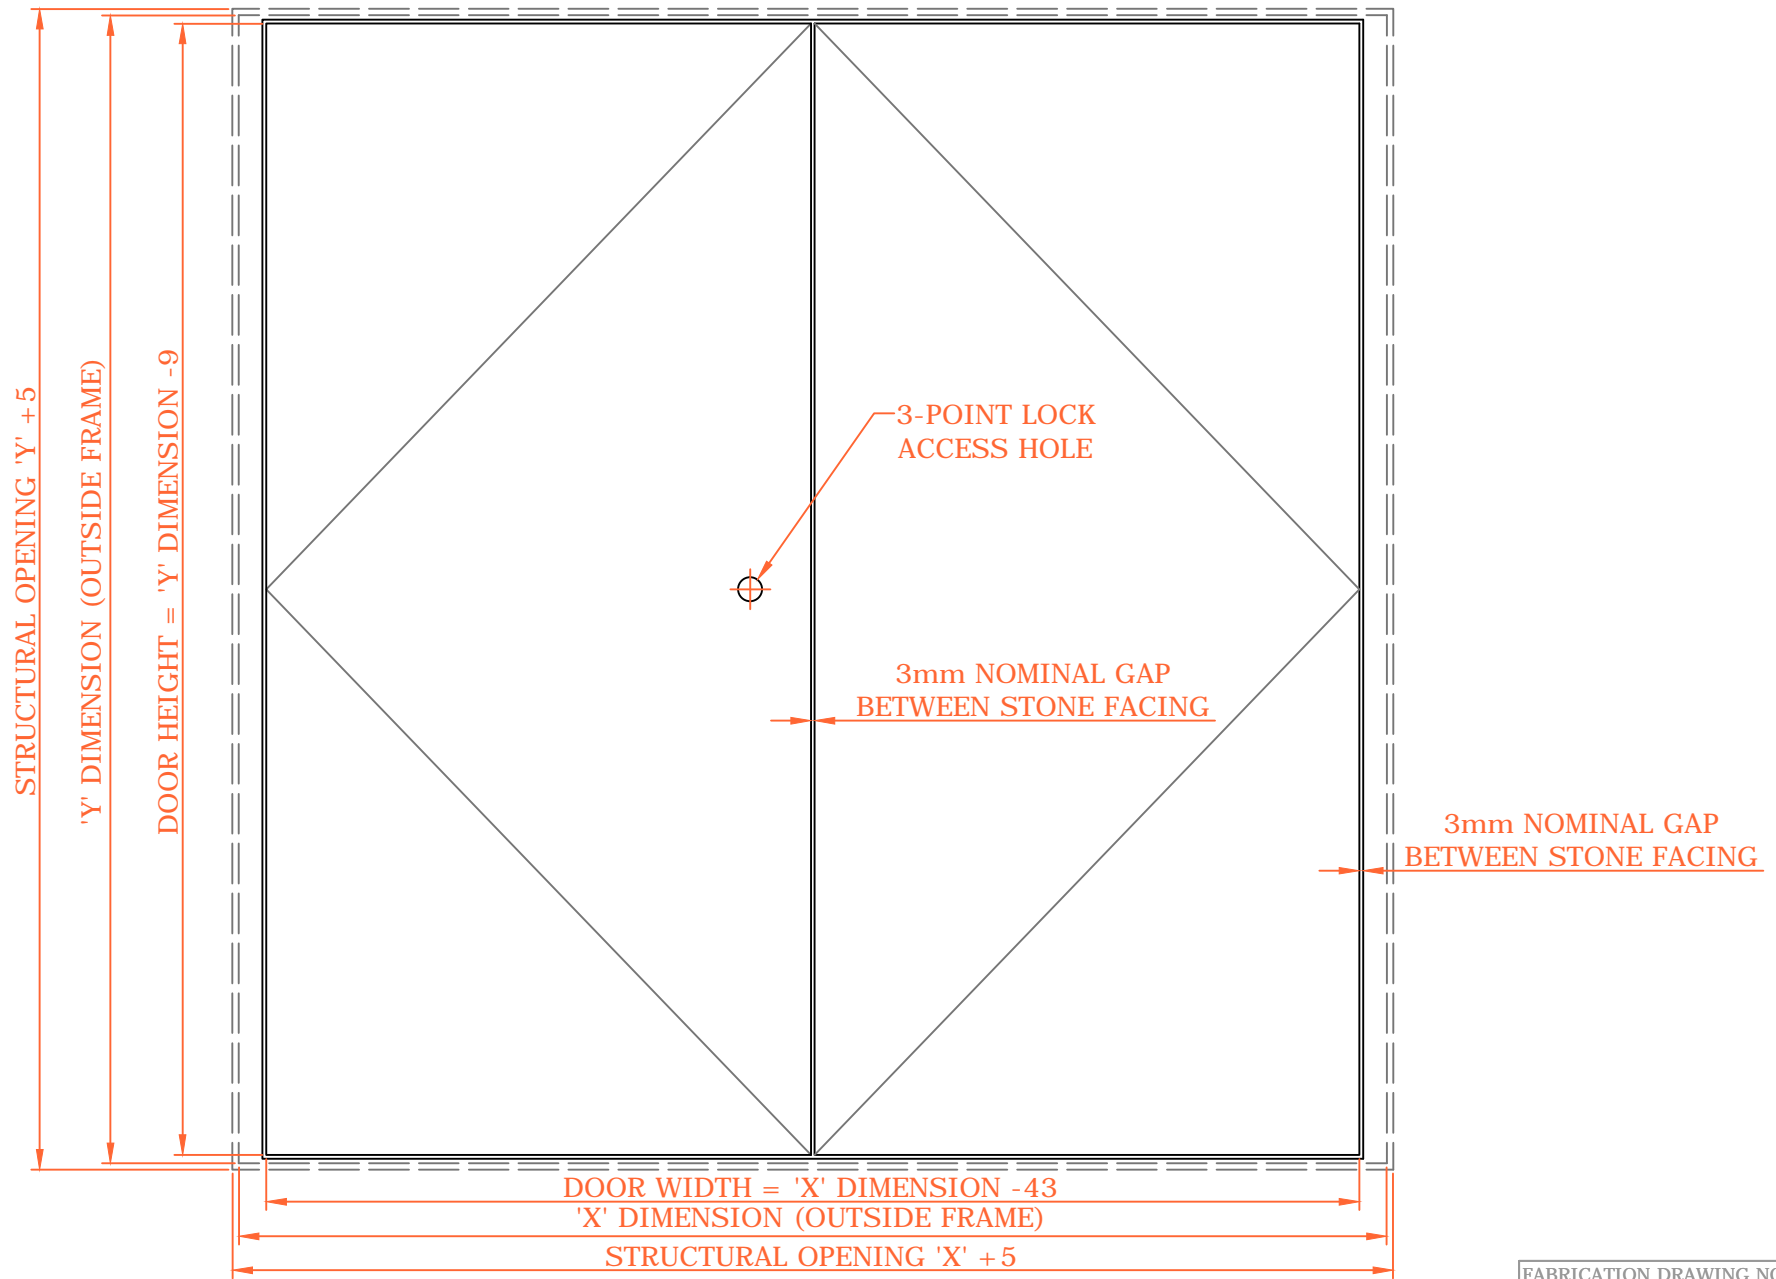 STRUCTURAL OPENING 'Y' +5
'Y' DIMENSION (OUTSIDE FRAME)
DOOR HEIGHT = 'Y' DIMENSION -9
3-POINT LOCK
ACCESS HOLE
3mm NOMINAL GAP
BETWEEN STONE FACING
3mm NOMINAL GAP
BETWEEN STONE FACING
DOOR WIDTH = 'X' DIMENSION -43
'X' DIMENSION (OUTSIDE FRAME)
STRUCTURAL OPENING 'X' +5
FABRICATION DRAWING NO